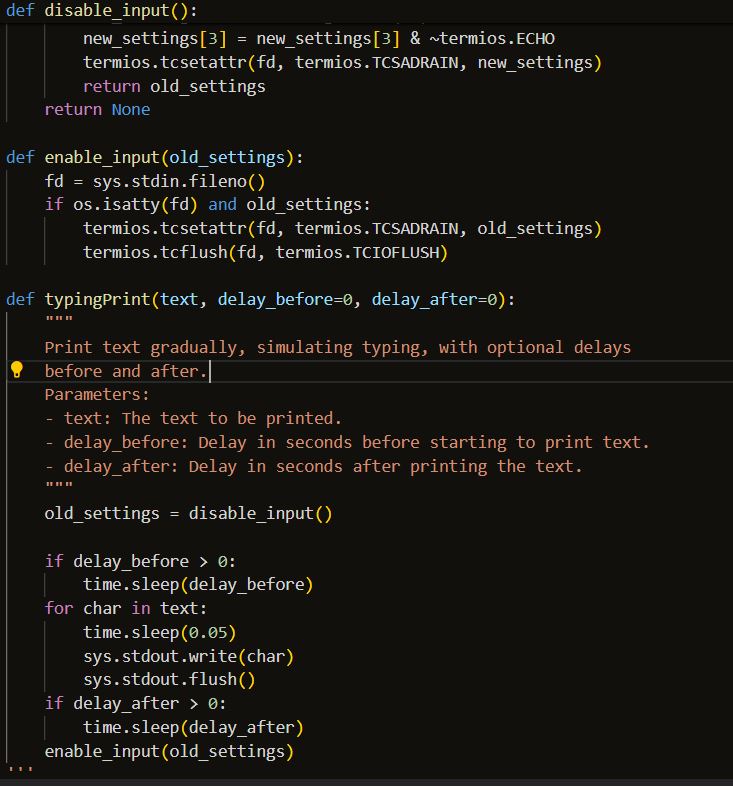 def disable_input():
        new_settings[3] = new_settings[3] & ~termios.ECHO
        termios.tcsetattr(fd, termios.TCSADRAIN, new_settings)
        return old_settings
    return None

def enable_input(old_settings):
    fd = sys.stdin.fileno()
    if os.isatty(fd) and old_settings:
        termios.tcsetattr(fd, termios.TCSADRAIN, old_settings)
        termios.tcflush(fd, termios.TCIOFLUSH)

def typingPrint(text, delay_before=0, delay_after=0):
    """
    Print text gradually, simulating typing, with optional delays
    before and after.
    Parameters:
    - text: The text to be printed.
    - delay_before: Delay in seconds before starting to print text.
    - delay_after: Delay in seconds after printing the text.
    """
    old_settings = disable_input()

    if delay_before > 0:
        time.sleep(delay_before)
    for char in text:
        time.sleep(0.05)
        sys.stdout.write(char)
        sys.stdout.flush()
    if delay_after > 0:
        time.sleep(delay_after)
    enable_input(old_settings)
'''